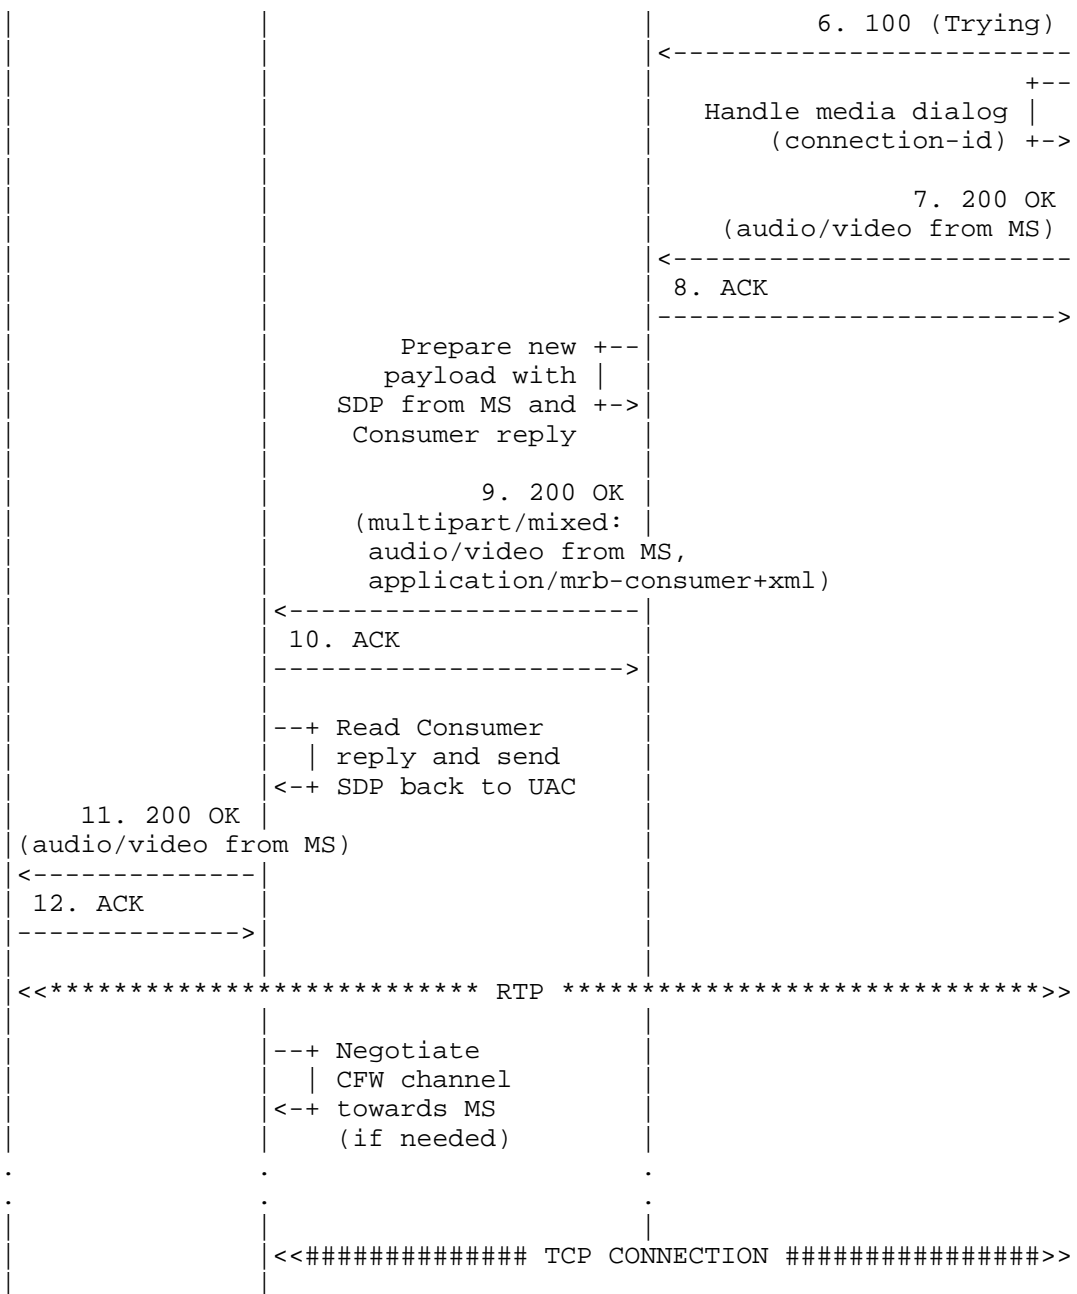 6. 100 (Trying)
<-------------------------
+--
Handle media dialog |
(connection-id) +->
7. 200 OK
(audio/video from MS)
<-------------------------
8. ACK
------------------------->
Prepare new +--
payload with |
SDP from MS and +->
Consumer reply
9. 200 OK
(multipart/mixed:
audio/video from MS,
application/mrb-consumer+xml)
<----------------------
10. ACK
---------------------->
--+ Read Consumer
| reply and send
<-+ SDP back to UAC
11. 200 OK
(audio/video from MS)
<--------------
12. ACK
-------------->
<<*************************** RTP ******************************>>
--+ Negotiate
| CFW channel
<-+ towards MS
(if needed)
. . .
. . .
<<############## TCP CONNECTION ################>>